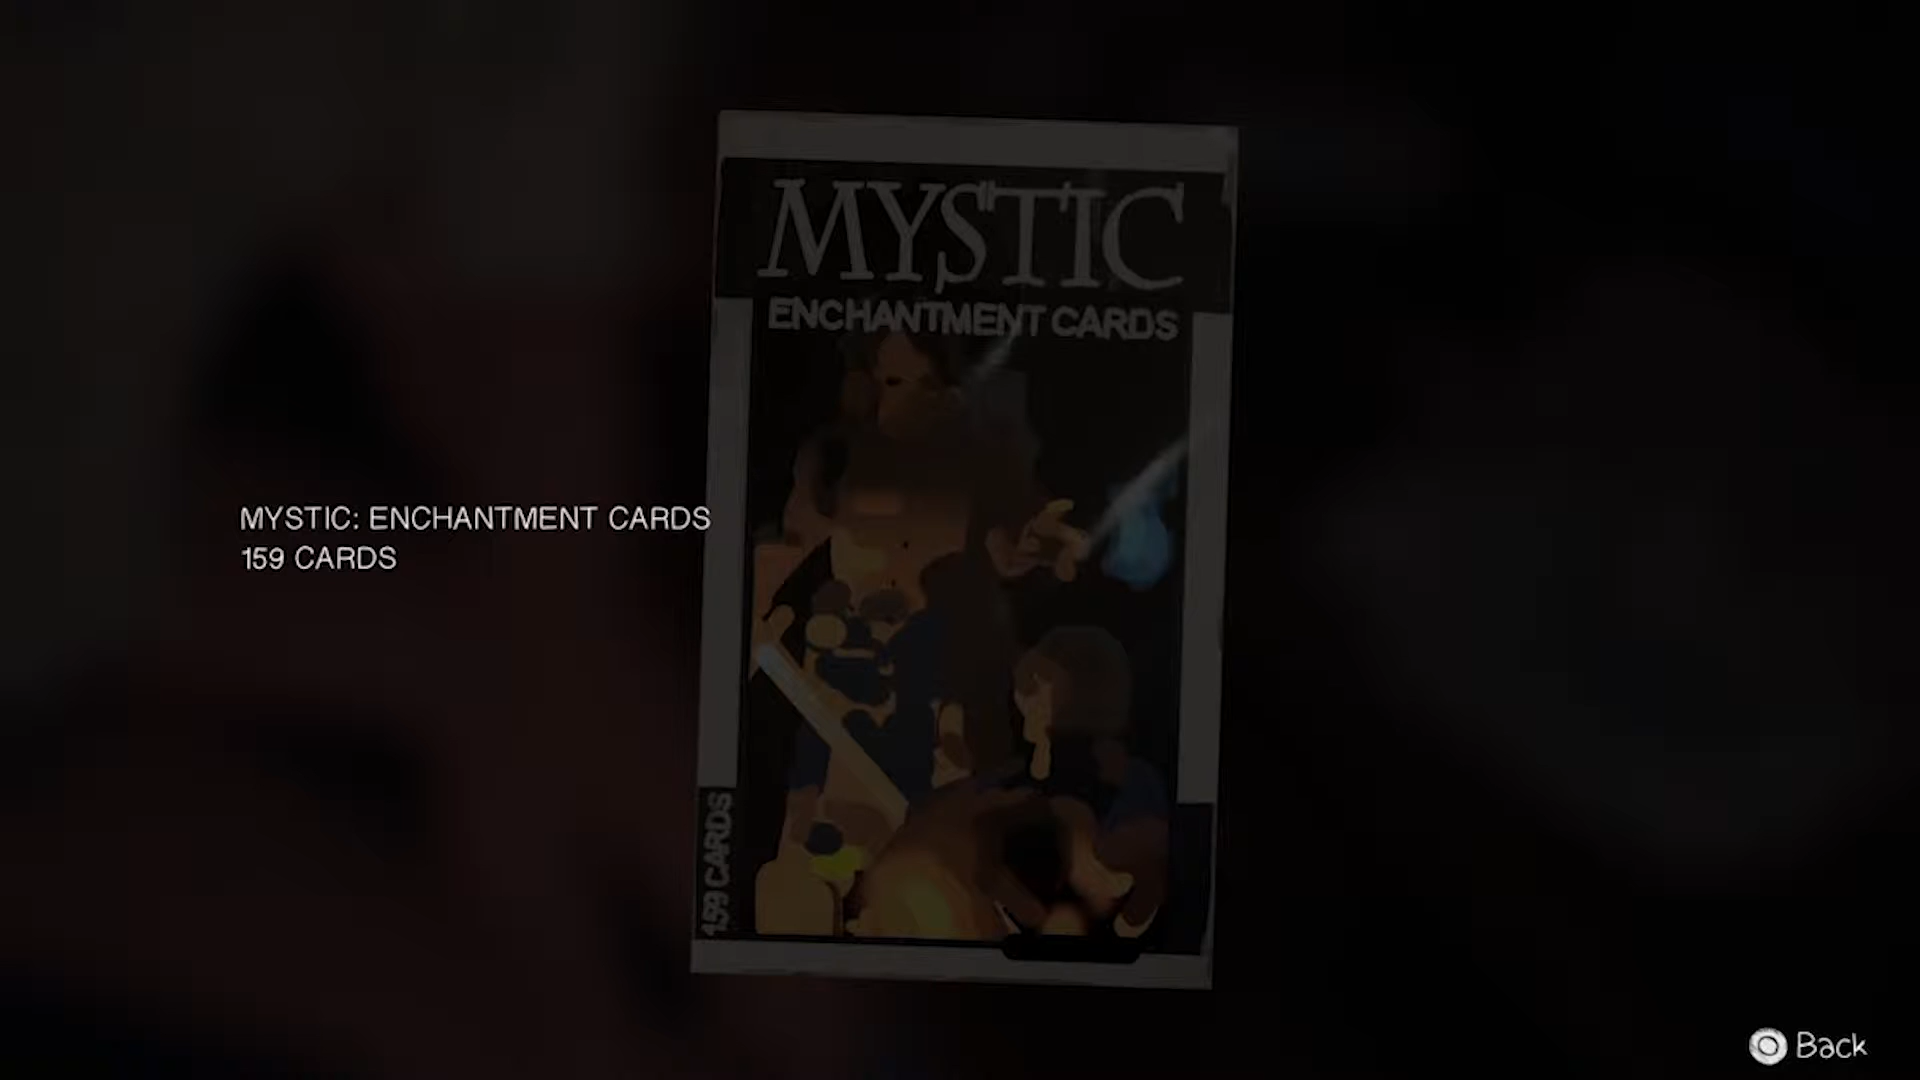 MYSTIC
ENCHANTMENT CARDS
MYSTIC: ENCHANTMENT CARDS
159 CARDS
159 CARDS
Back